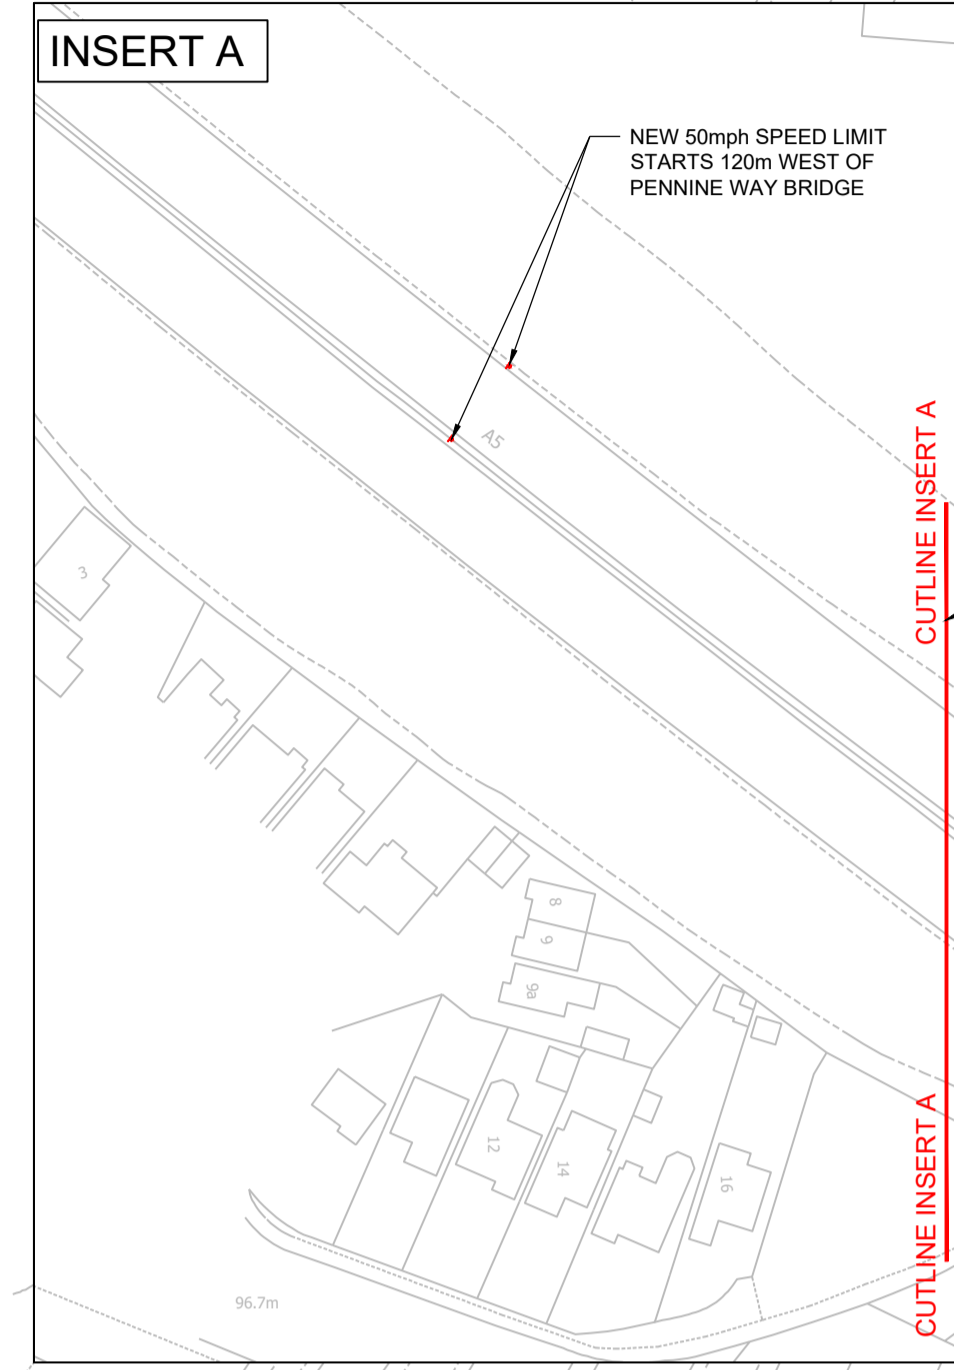 INSERT A
NEW 50mph SPEED LIMIT
STARTS 120m WEST OF
PENNINE WAY BRIDGE
A5
CUTLINE INSERT A
3
8
9
9a
12
14
16
CUTLINE INSERT A
96.7m